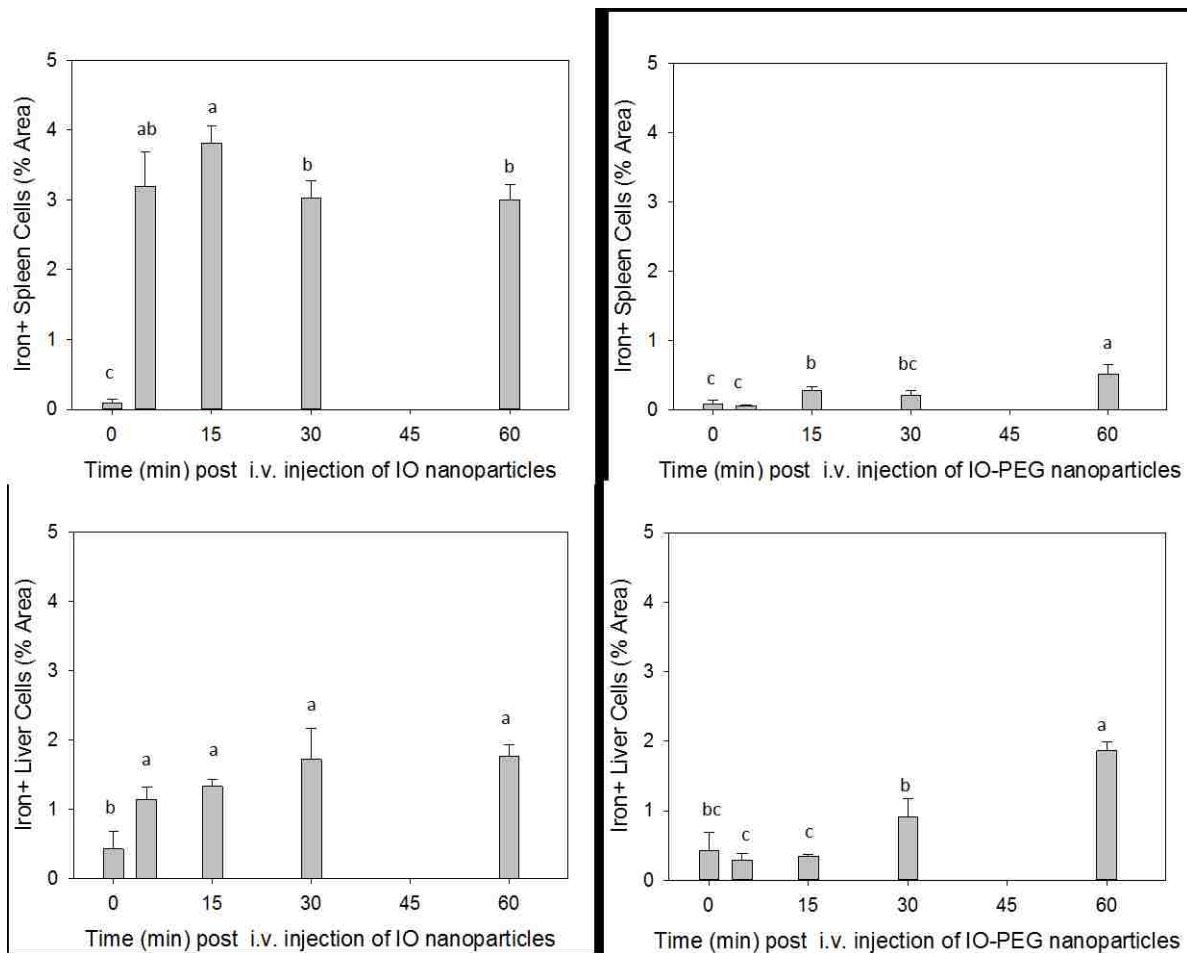 Iron+ Spleen Cells (% Area)
5
4
3
2
1
0
c
ab
a
b
b
0 15 30 45 60
Time (min) post i.v. injection of IO nanoparticles
Iron+ Spleen Cells (% Area)
5
4
3
2
1
0
c
c
b
bc
a
0 15 30 45 60
Time (min) post i.v. injection of IO-PEG nanoparticles
Iron+ Liver Cells (% Area)
5
4
3
2
1
0
b
a
a
a
a
0 15 30 45 60
Time (min) post i.v. injection of IO nanoparticles
Iron+ Liver Cells (% Area)
5
4
3
2
1
0
bc
c
c
b
a
0 15 30 45 60
Time (min) post i.v. injection of IO-PEG nanoparticles